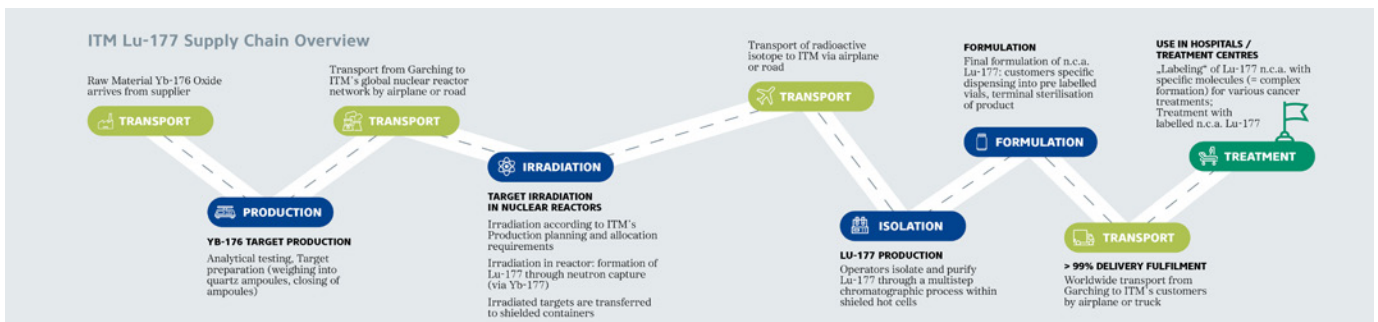 ITM Lu-177 Supply Chain Overview
Raw Material Yb-176 Oxide
arrives from supplier
TRANSPORT
PRODUCTION
YB-176 TARGET PRODUCTION
Analytical testing, Target
preparation (weighing into
quartz ampoules, closing of
ampoules)
Transport from Garching to
ITM´s global nuclear reactor
network by airplane or road
TRANSPORT
IRRADIATION
TARGET IRRADIATION
IN NUCLEAR REACTORS
Irradiation according to ITM’s
Production planning and allocation
requirements
Irradiation in reactor: formation of
Lu-177 through neutron capture
(via Yb-177)
Irradiated targets are transferred
to shielded containers
Transport of radioactive
isotope to ITM via airplane
or road
TRANSPORT
ISOLATION
LU-177 PRODUCTION
Operators isolate and purify
Lu-177 through a multistep
chromatographic process within
shielded hot cells
FORMULATION
Final formulation of n.c.a.
Lu-177: customers specific
dispensing into pre labelled
vials, terminal sterilisation
of product
FORMULATION
TRANSPORT
> 99% DELIVERY FULFILMENT
Worldwide transport from
Garching to ITM´s customers
by airplane or truck
USE IN HOSPITALS /
TREATMENT CENTRES
„Labeling“ of Lu-177 n.c.a. with
specific molecules (= complex
formation) for various cancer
treatments;
Treatment with
labelled n.c.a. Lu-177
TREATMENT